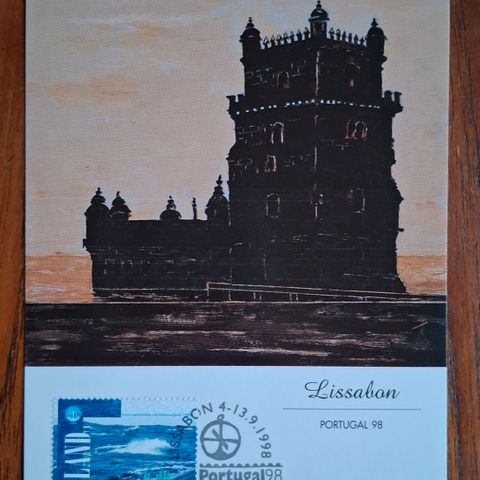 Lissabon
PORTUGAL 98
LISSABON 4-13.9.1998
Portugal98
LAND